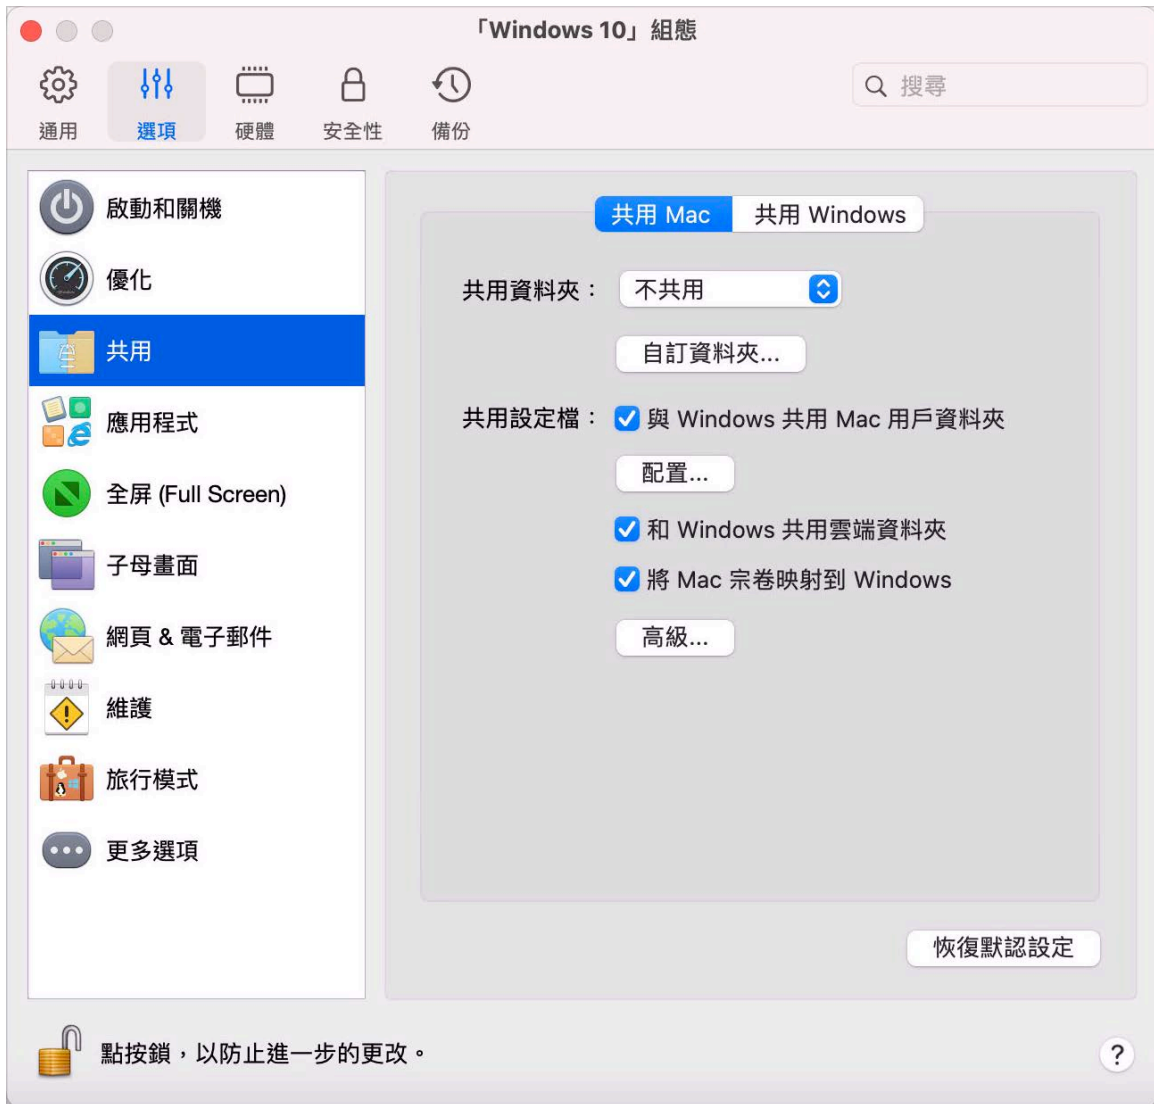 「Windows 10」組態
通用
選項
硬體
安全性
備份
搜尋
啟動和關機
優化
共用
應用程式
全屏 (Full Screen)
子母畫面
網頁 & 電子郵件
維護
旅行模式
更多選項
共用 Mac
共用 Windows
共用資料夾：
不共用
自訂資料夾...
共用設定檔：
與 Windows 共用 Mac 用戶資料夾
配置...
和 Windows 共用雲端資料夾
將 Mac 宗卷映射到 Windows
高級...
恢復默認設定
點按鎖，以防止進一步的更改。
?